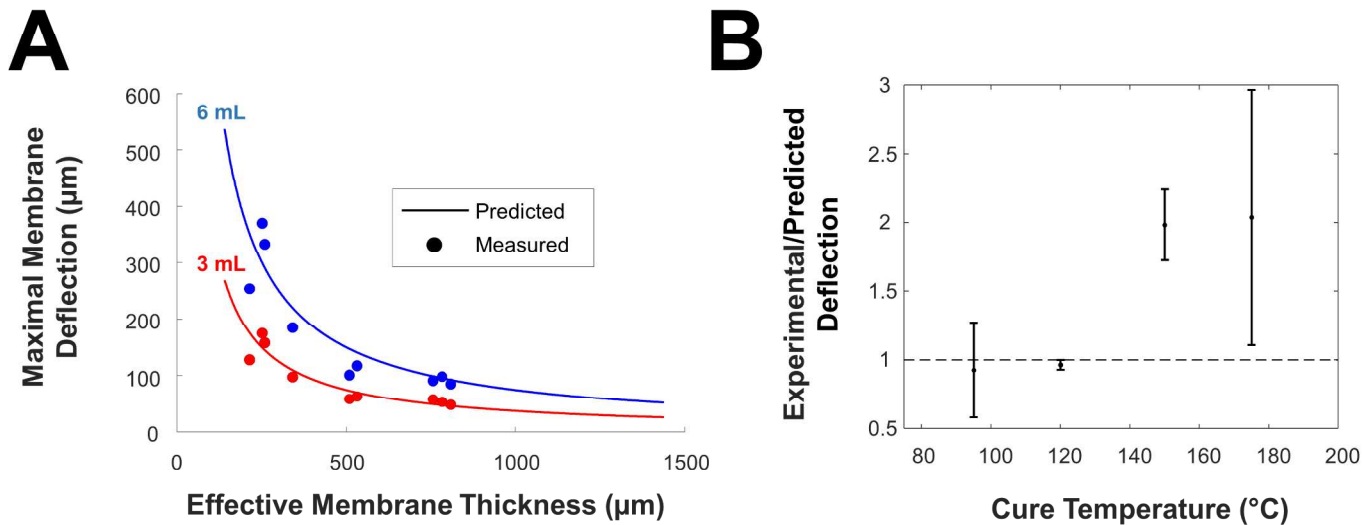 A
Maximal Membrane
Deflection (µm)
600
500
400
300
200
100
0
6 mL
3 mL
Predicted
Measured
0
500
1000
1500
Effective Membrane Thickness (µm)
B
Experimental/Predicted
Deflection
3
2.5
2
1.5
1
0.5
80
100
120
140
160
180
200
Cure Temperature (°C)